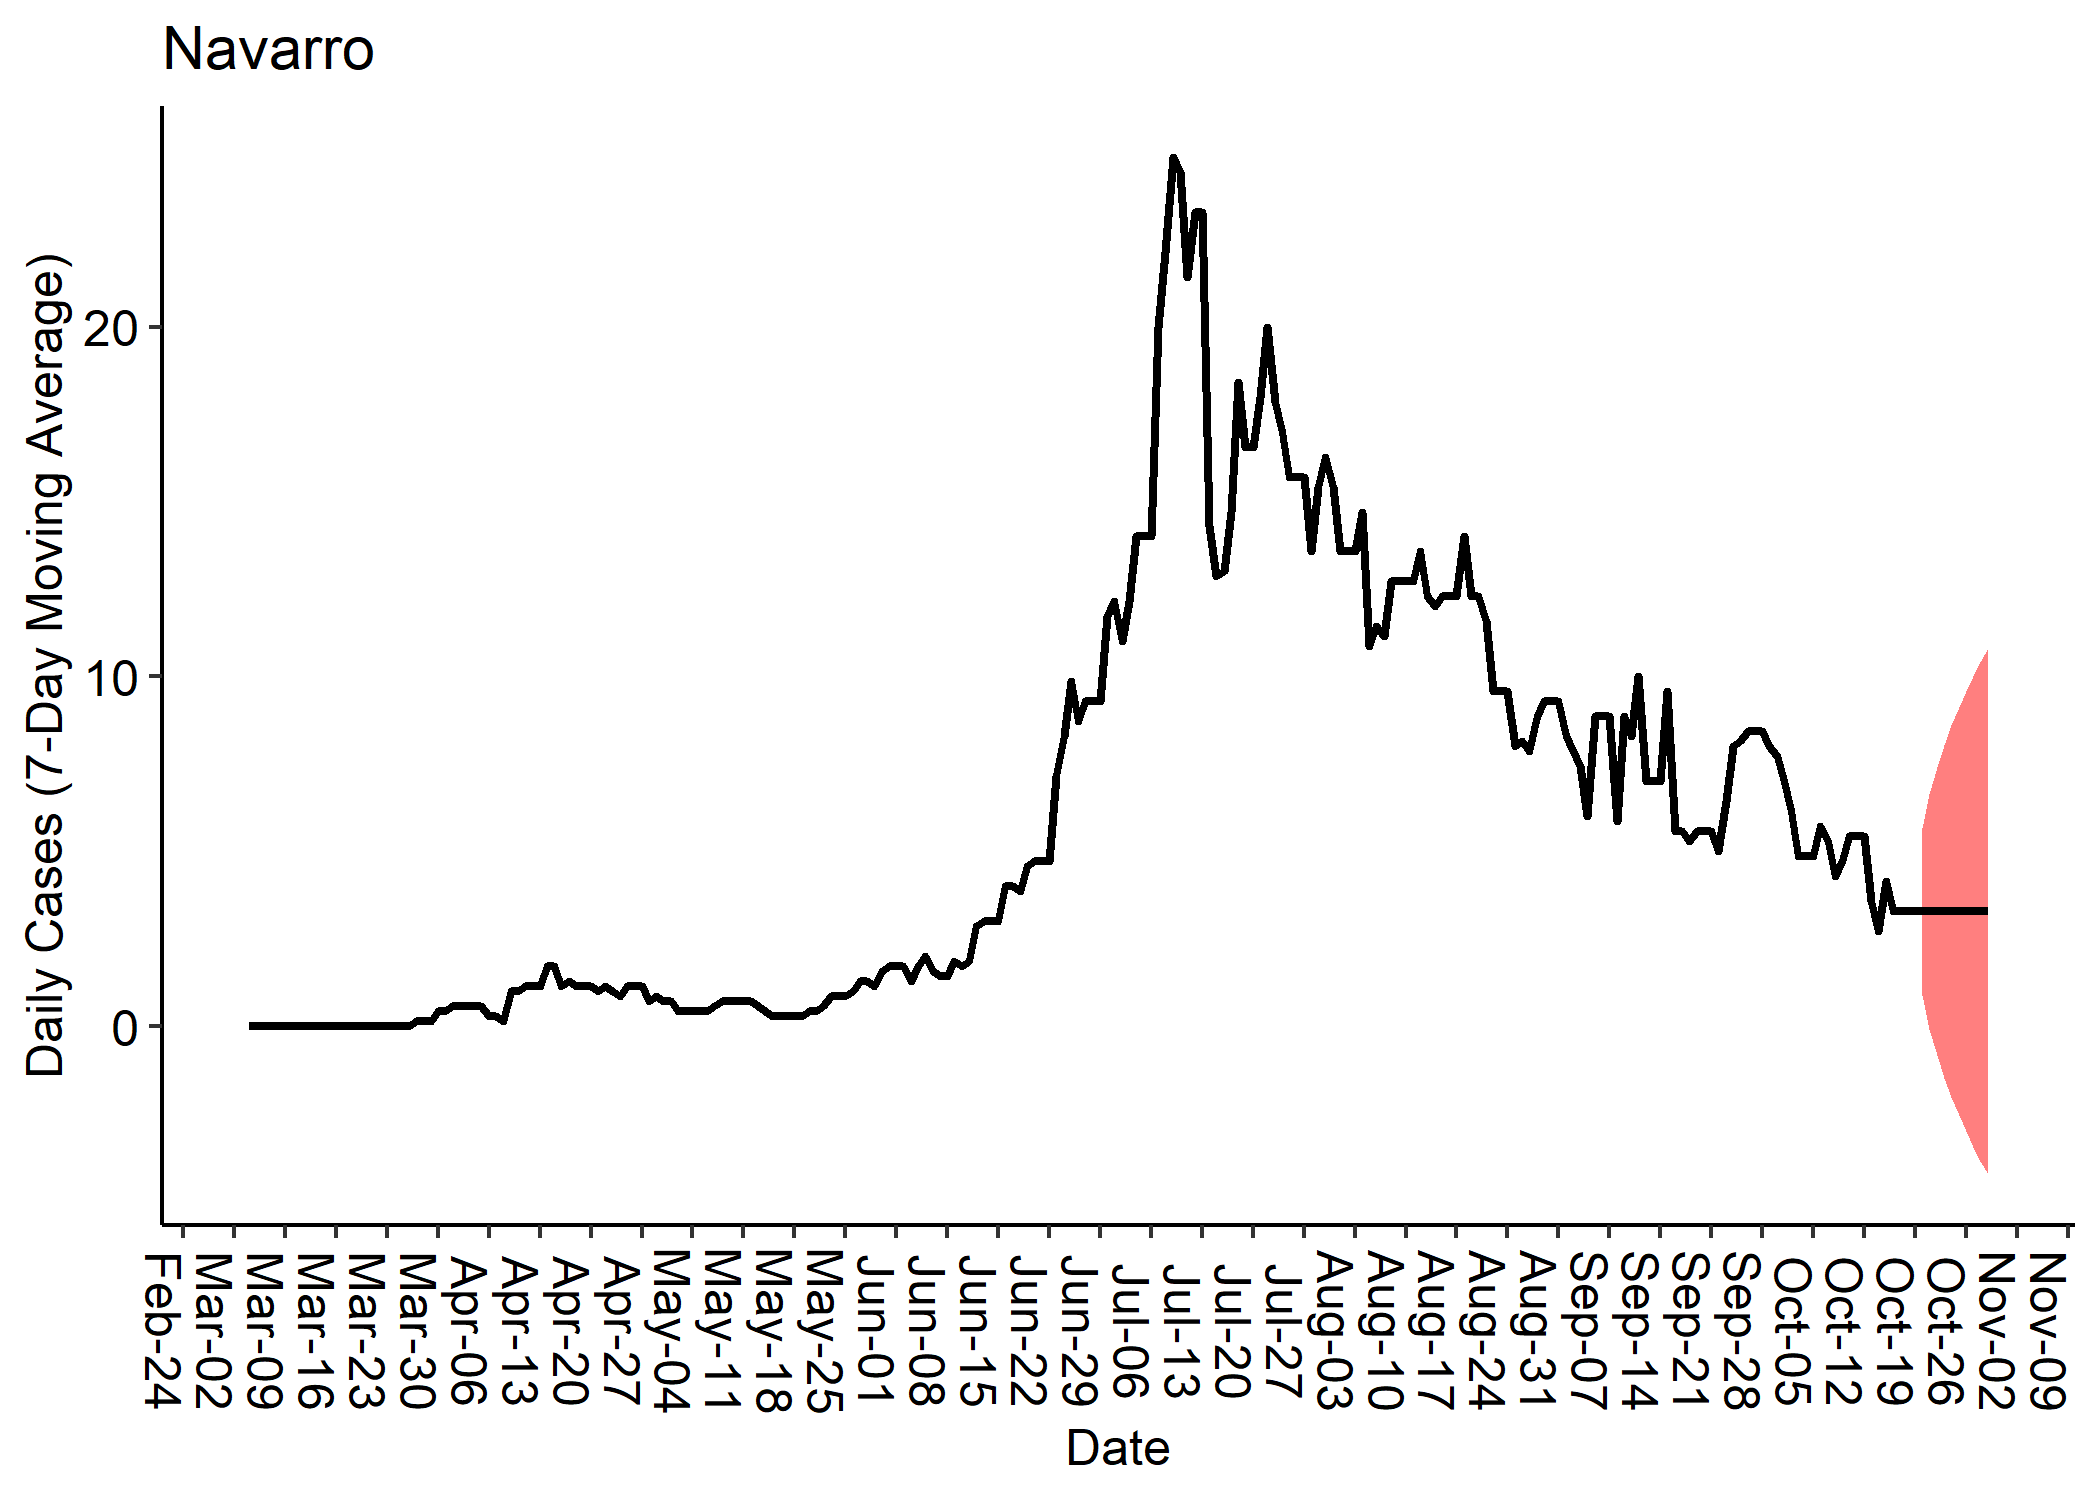 Navarro
Daily Cases (7-Day Moving Average)
20
10
0
Feb-24
Mar-02
Mar-09
Mar-16
Mar-23
Mar-30
Apr-06
Apr-13
Apr-20
Apr-27
May-04
May-11
May-18
May-25
Jun-01
Jun-08
Jun-15
Jun-22
Jun-29
Jul-06
Jul-13
Jul-20
Jul-27
Aug-03
Aug-10
Aug-17
Aug-24
Aug-31
Sep-07
Sep-14
Sep-21
Sep-28
Oct-05
Oct-12
Oct-19
Oct-26
Nov-02
Nov-09
Date